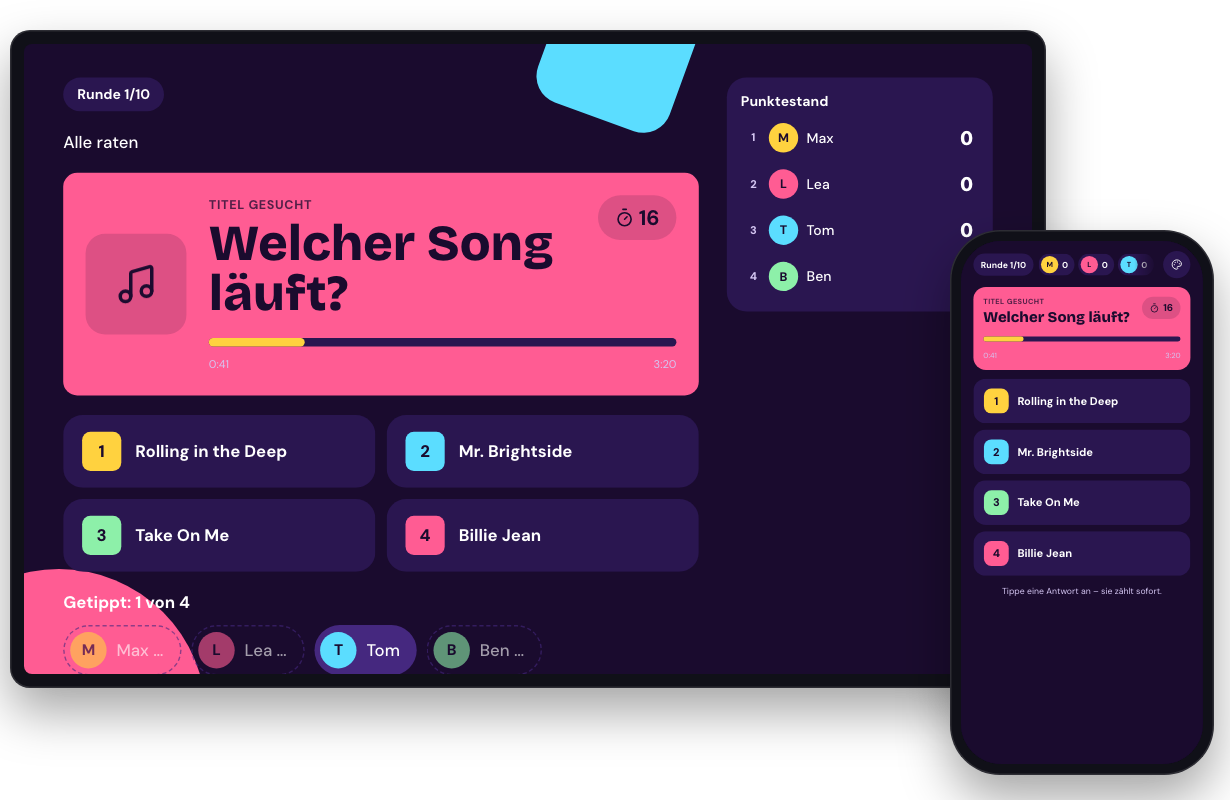 Runde 1/10
Alle raten
TITEL GESUCHT
16
Welcher Song
läuft?
0:41
3:20
1 Rolling in the Deep
2 Mr. Brightside
3 Take On Me
4 Billie Jean
Getippt: 1 von 4
M Max ...
L Lea ...
T Tom
B Ben ...
Punktestand
1 M Max 0
2 L Lea 0
3 T Tom 0
4 B Ben
Runde 1/10 M 0 L 0 T 0
TITEL GESUCHT
16
Welcher Song läuft?
0:41 3:20
1 Rolling in the Deep
2 Mr. Brightside
3 Take On Me
4 Billie Jean
Tippe eine Antwort an – sie zählt sofort.